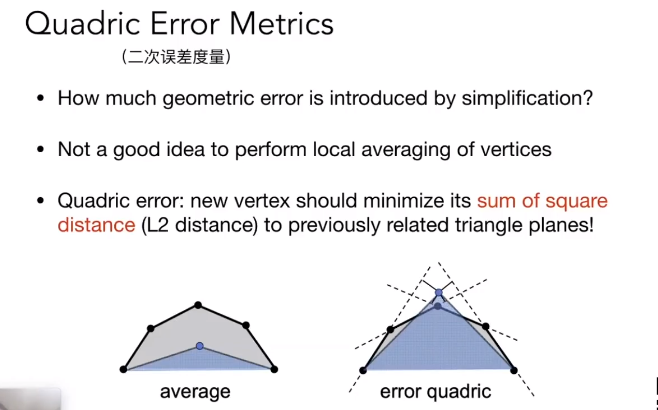 Quadric Error Metrics
（二次误差度量）
• How much geometric error is introduced by simplification?
• Not a good idea to perform local averaging of vertices
• Quadric error: new vertex should minimize its sum of square
distance (L2 distance) to previously related triangle planes!
average
error quadric